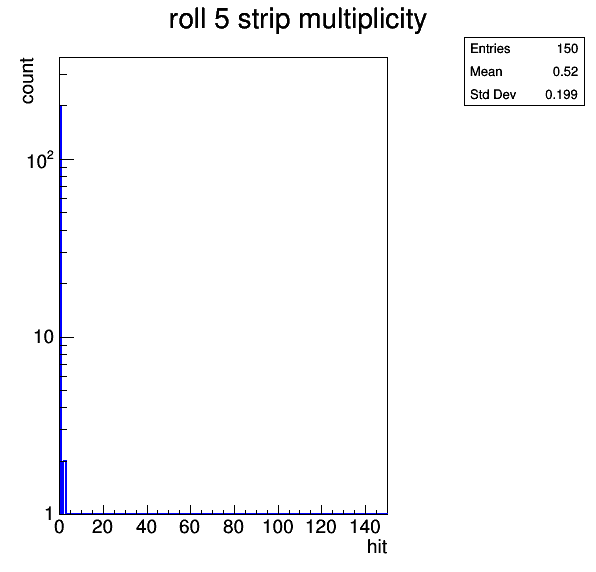 roll 5 strip multiplicity
Entries 150
Mean 0.52
Std Dev 0.199
count
10²
10
1
0 20 40 60 80 100 120 140
hit